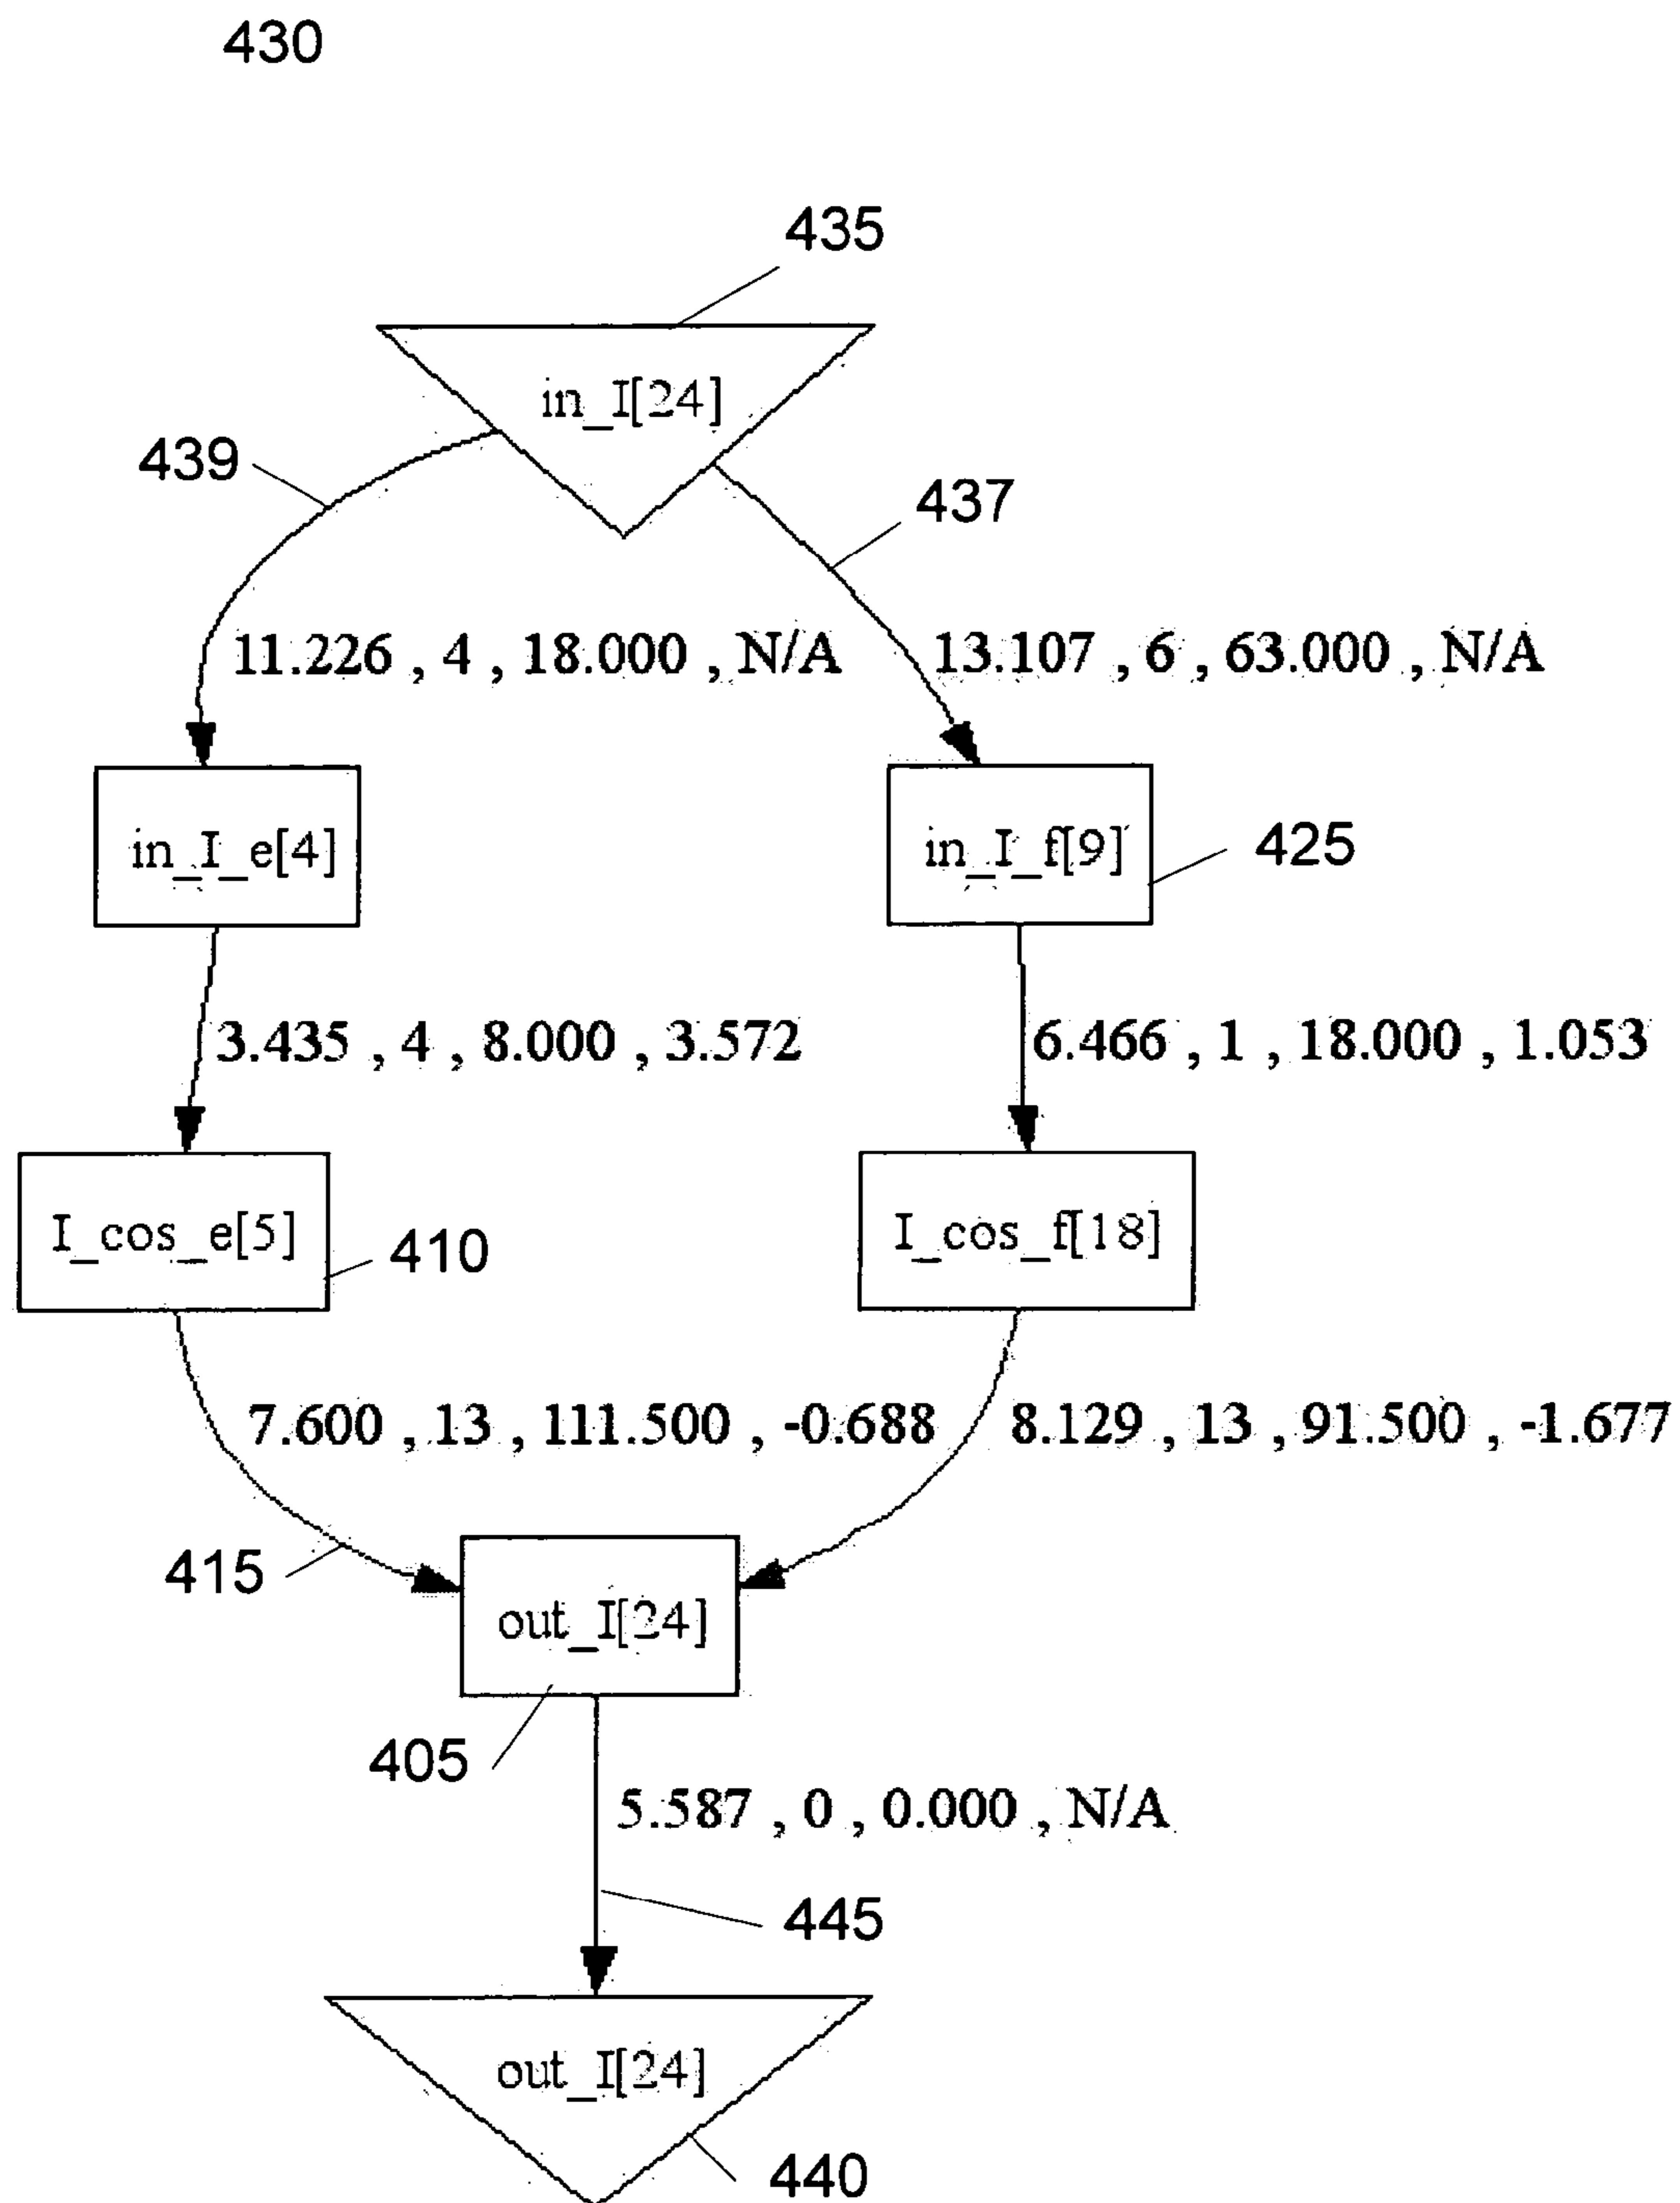 430
435
in_I[24]
439
437
11.226 , 4 , 18.000 , N/A
13.107 , 6 , 63.000 , N/A
in_I_e[4]
in_I_f[9]
425
3.435 , 4 , 8.000 , 3.572
6.466 , 1 , 18.000 , 1.053
I_cos_e[5]
410
I_cos_f[18]
7.600 , 13 , 111.500 , -0.688
8.129 , 13 , 91.500 , -1.677
415
out_I[24]
405
5.587 , 0 , 0.000 , N/A
445
out_I[24]
440